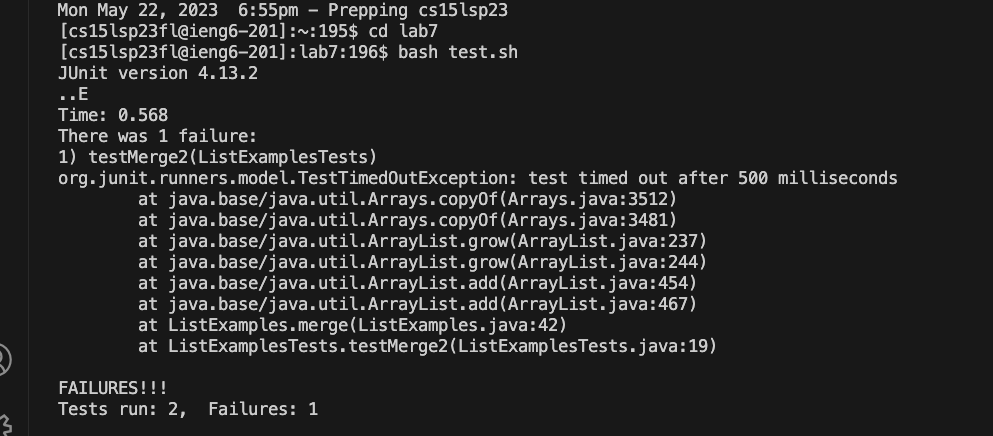 Mon May 22, 2023  6:55pm – Prepping cs15lsp23
[cs15lsp23fl@ieng6-201]:~:195$ cd lab7
[cs15lsp23fl@ieng6-201]:lab7:196$ bash test.sh
JUnit version 4.13.2
..E
Time: 0.568
There was 1 failure:
1) testMerge2(ListExamplesTests)
org.junit.runners.model.TestTimedOutException: test timed out after 500 milliseconds
        at java.base/java.util.Arrays.copyOf(Arrays.java:3512)
        at java.base/java.util.Arrays.copyOf(Arrays.java:3481)
        at java.base/java.util.ArrayList.grow(ArrayList.java:237)
        at java.base/java.util.ArrayList.grow(ArrayList.java:244)
        at java.base/java.util.ArrayList.add(ArrayList.java:454)
        at java.base/java.util.ArrayList.add(ArrayList.java:467)
        at ListExamples.merge(ListExamples.java:42)
        at ListExamplesTests.testMerge2(ListExamplesTests.java:19)
FAILURES!!!
Tests run: 2,  Failures: 1